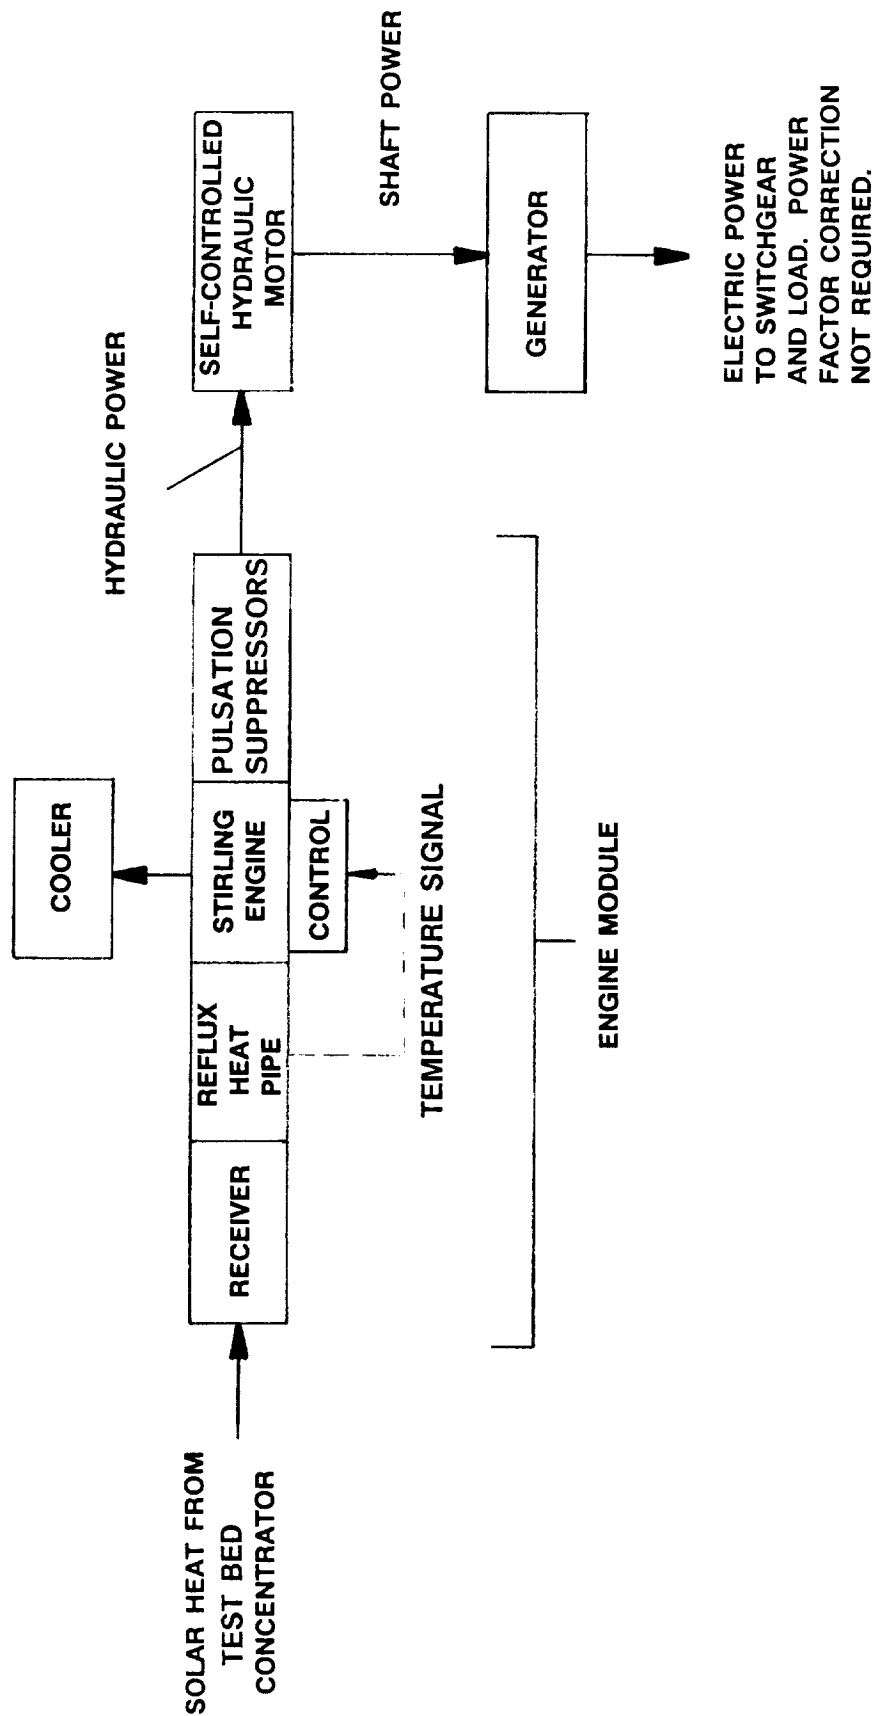 SOLAR HEAT FROM
TEST BED
CONCENTRATOR
RECEIVER
REFLUX
HEAT
PIPE
STIRLING
ENGINE
CONTROL
COOLER
PULSATION
SUPPRESSORS
TEMPERATURE SIGNAL
ENGINE MODULE
HYDRAULIC POWER
SELF-CONTROLLED
HYDRAULIC
MOTOR
SHAFT POWER
GENERATOR
ELECTRIC POWER
TO SWITCHGEAR
AND LOAD. POWER
FACTOR CORRECTION
NOT REQUIRED.